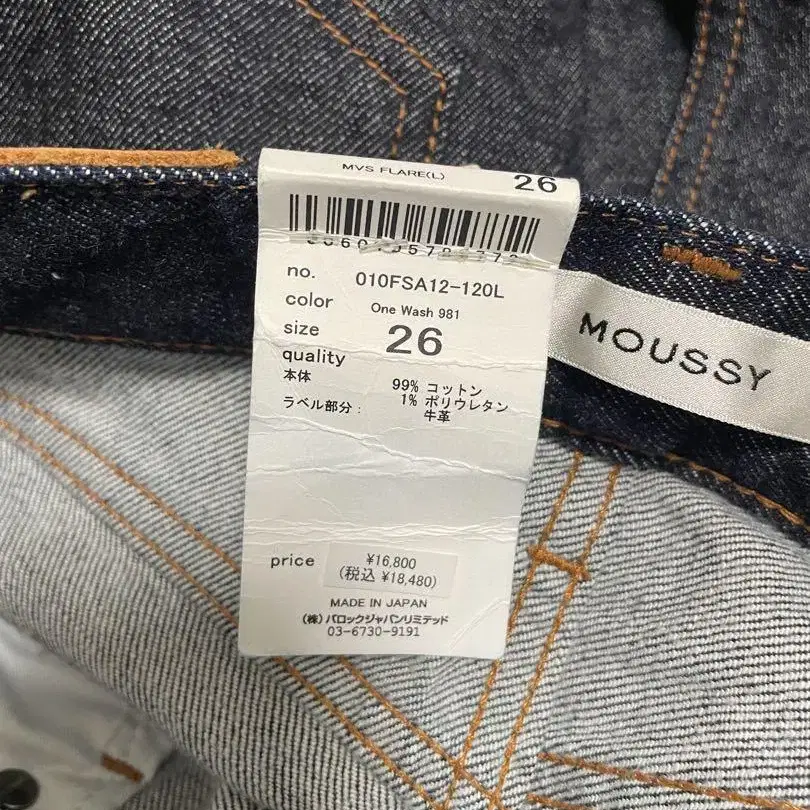 MVS FLARE(L) 26
no. 010FSA12-120L
color One Wash 981
size 26
quality
本体 99% コットン
1% ポリウレタン
ラベル部分： 牛革
price ¥16,800
(税込 ¥18,480)
MADE IN JAPAN
(株)バロックジャパンリミテッド
03-6730-9191
MOUSSY